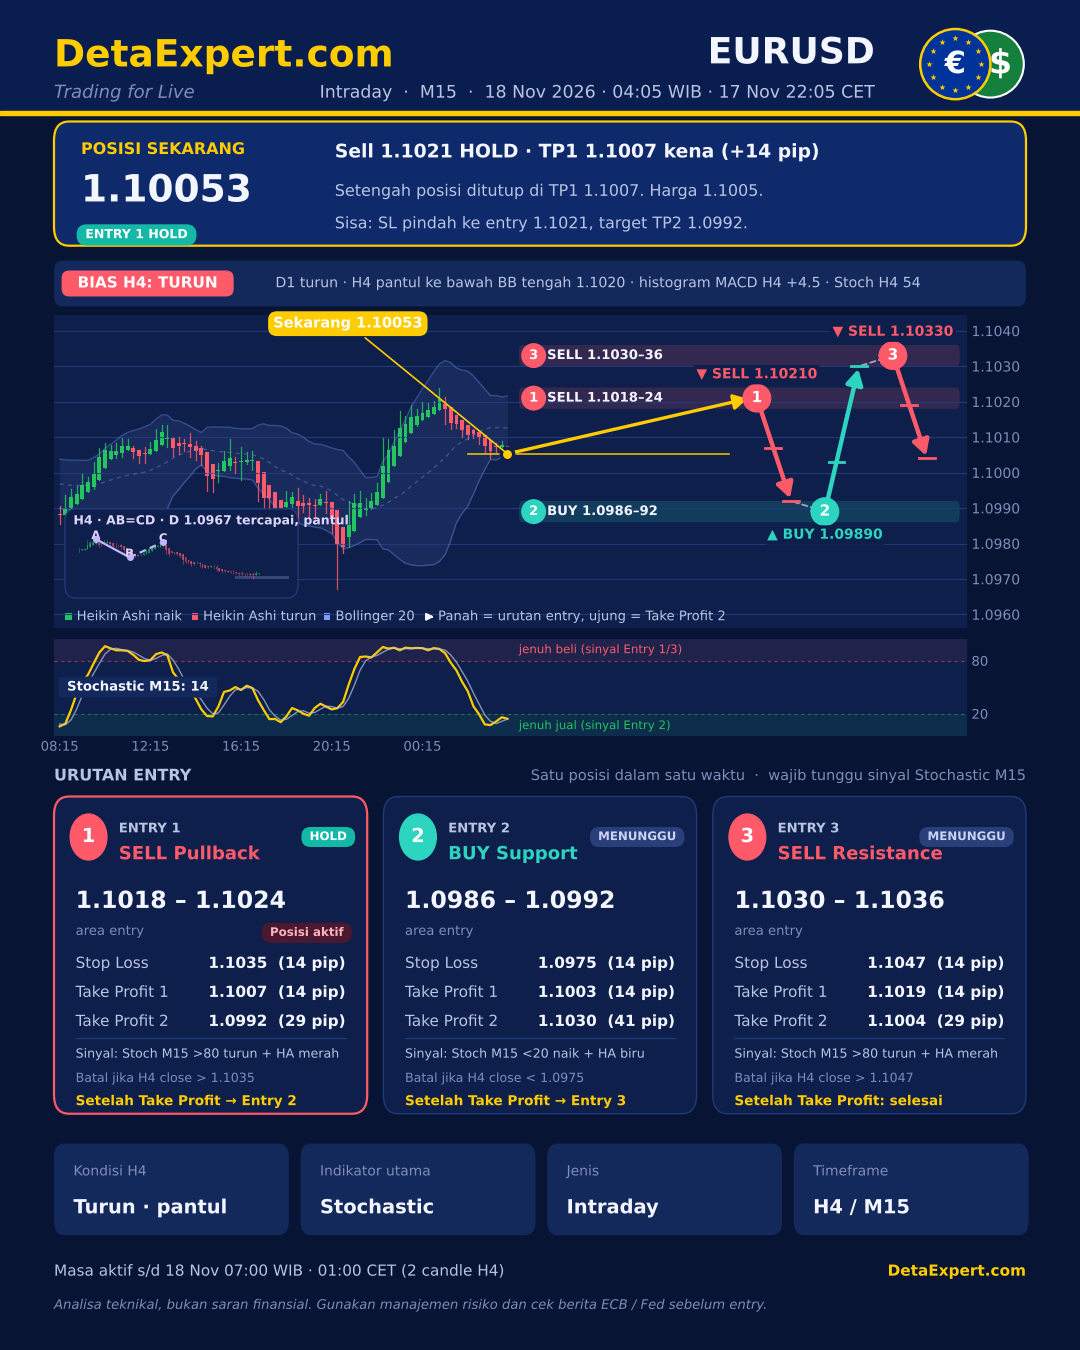 DetaExpert.com
EURUSD
€ $
Trading for Live
Intraday · M15 · 18 Nov 2026 · 04:05 WIB · 17 Nov 22:05 CET
POSISI SEKARANG
1.10053
ENTRY 1 HOLD
Sell 1.1021 HOLD · TP1 1.1007 kena (+14 pip)
Setengah posisi ditutup di TP1 1.1007. Harga 1.1005.
Sisa: SL pindah ke entry 1.1021, target TP2 1.0992.
BIAS H4: TURUN
D1 turun · H4 pantul ke bawah BB tengah 1.1020 · histogram MACD H4 +4.5 · Stoch H4 54
Sekarang 1.10053
▼ SELL 1.10330
1.1040
3 SELL 1.1030–36
3
1.1030
▼ SELL 1.10210
1 SELL 1.1018–24
1
1.1020
1.1010
1.1000
2 BUY 1.0986–92
2
1.0990
▲ BUY 1.09890
1.0980
1.0970
1.0960
H4 · AB=CD · D 1.0967 tercapai, pantul
A
B
C
Heikin Ashi naik
Heikin Ashi turun
Bollinger 20
Panah = urutan entry, ujung = Take Profit 2
jenuh beli (sinyal Entry 1/3)
80
Stochastic M15: 14
20
jenuh jual (sinyal Entry 2)
08:15 12:15 16:15 20:15 00:15
URUTAN ENTRY
Satu posisi dalam satu waktu · wajib tunggu sinyal Stochastic M15
1
ENTRY 1
HOLD
SELL Pullback
1.1018 – 1.1024
area entry
Posisi aktif
Stop Loss 1.1035 (14 pip)
Take Profit 1 1.1007 (14 pip)
Take Profit 2 1.0992 (29 pip)
Sinyal: Stoch M15 >80 turun + HA merah
Batal jika H4 close > 1.1035
Setelah Take Profit → Entry 2
2
ENTRY 2
MENUNGGU
BUY Support
1.0986 – 1.0992
area entry
Stop Loss 1.0975 (14 pip)
Take Profit 1 1.1003 (14 pip)
Take Profit 2 1.1030 (41 pip)
Sinyal: Stoch M15 <20 naik + HA biru
Batal jika H4 close < 1.0975
Setelah Take Profit → Entry 3
3
ENTRY 3
MENUNGGU
SELL Resistance
1.1030 – 1.1036
area entry
Stop Loss 1.1047 (14 pip)
Take Profit 1 1.1019 (14 pip)
Take Profit 2 1.1004 (29 pip)
Sinyal: Stoch M15 >80 turun + HA merah
Batal jika H4 close > 1.1047
Setelah Take Profit: selesai
Kondisi H4
Turun · pantul
Indikator utama
Stochastic
Jenis
Intraday
Timeframe
H4 / M15
Masa aktif s/d 18 Nov 07:00 WIB · 01:00 CET (2 candle H4)
DetaExpert.com
Analisa teknikal, bukan saran finansial. Gunakan manajemen risiko dan cek berita ECB / Fed sebelum entry.